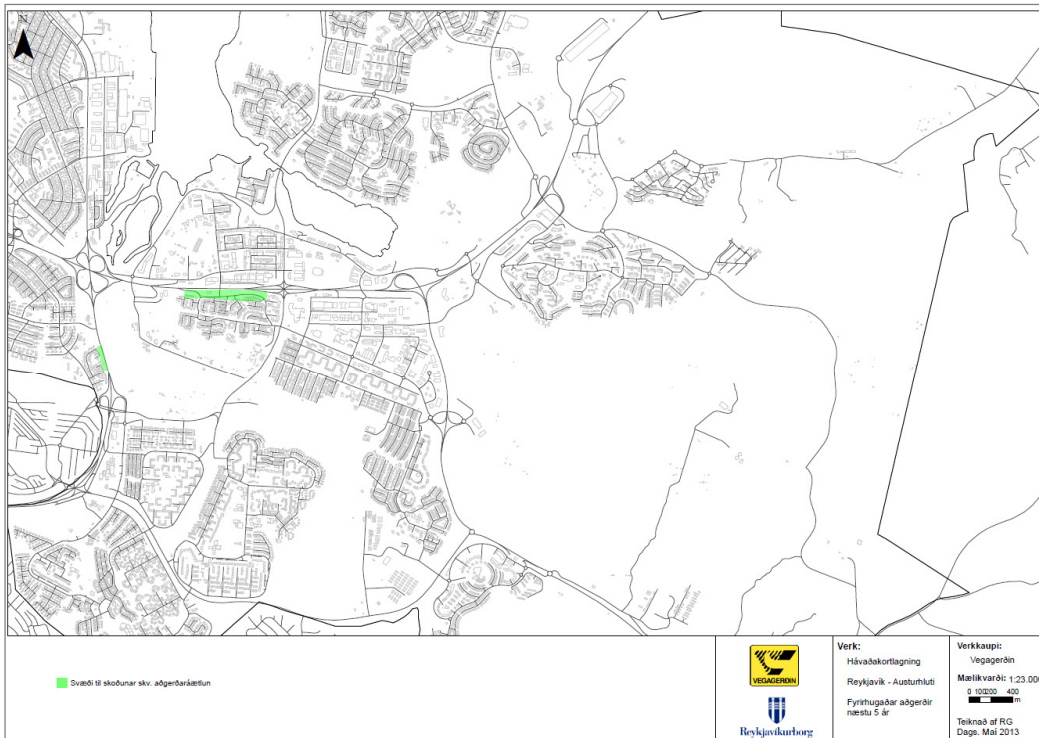 N
Svæði til skoðunar skv. aðgerðaráætlun
VEGAGERÐIN
Reykjavíkurborg
Verk:
Hávaðakortlagning
Reykjavík - Austurhluti
Fyrirhugaðar aðgerðir
næstu 5 ár
Verkkaupi:
Vegagerðin
Mælikvarði: 1:23.000
0 100200 400
m
Teiknað af RG
Dags. Maí 2013